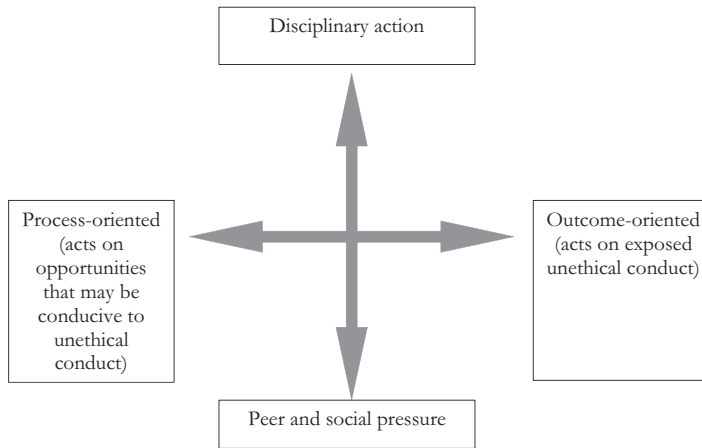 Disciplinary action
Process-oriented
(acts on
opportunities
that may be
conducive to
unethical
conduct)
Outcome-oriented
(acts on exposed
unethical conduct)
Peer and social pressure